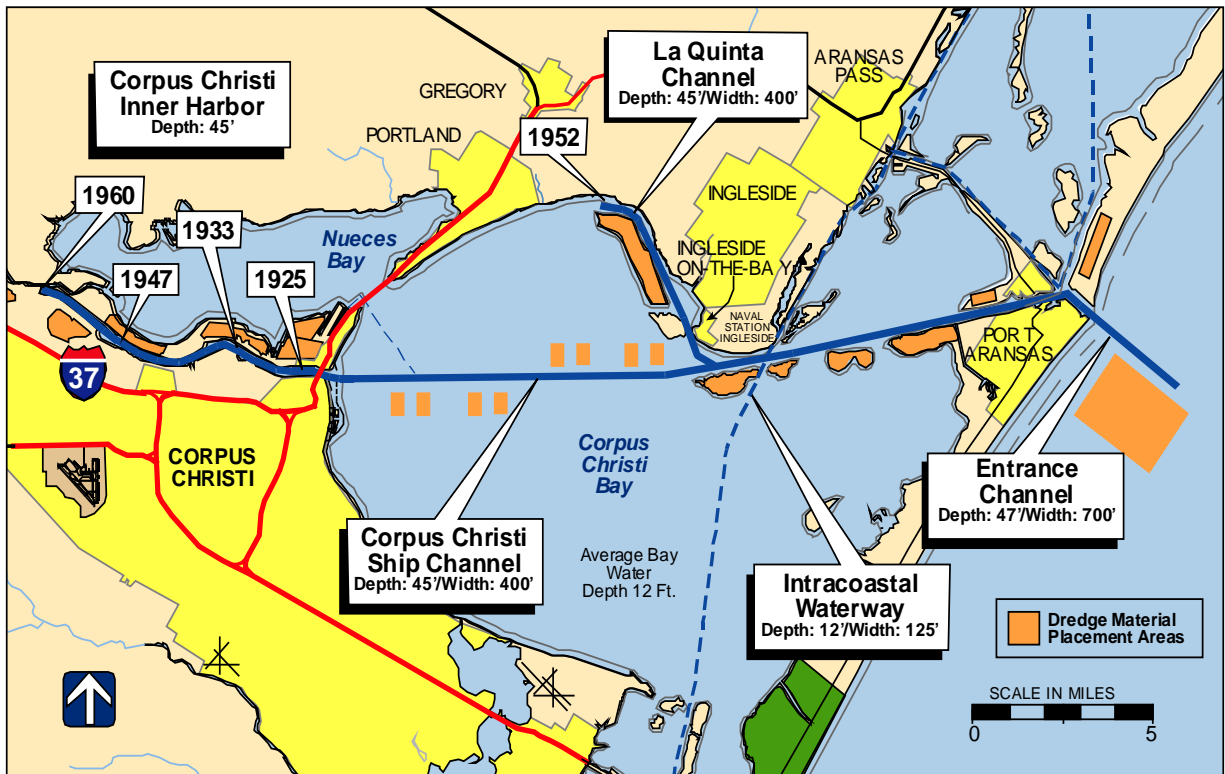 Corpus Christi
Inner Harbor
Depth: 45'
La Quinta
Channel
Depth: 45'/Width: 400'
ARANSAS
PASS
GREGORY
PORTLAND
1952
1960
1933
1947
1925
Nueces
Bay
INGLESIDE
INGLESIDE
ON-THE-BAY
NAVAL
STATION
INGLESIDE
PORT
ARANSAS
37
CORPUS
CHRISTI
Corpus
Christi
Bay
Entrance
Channel
Depth: 47'/Width: 700'
Corpus Christi
Ship Channel
Depth: 45'/Width: 400'
Average Bay
Water
Depth 12 Ft.
Intracoastal
Waterway
Depth: 12'/Width: 125'
Dredge Material
Placement Areas
SCALE IN MILES
0 5